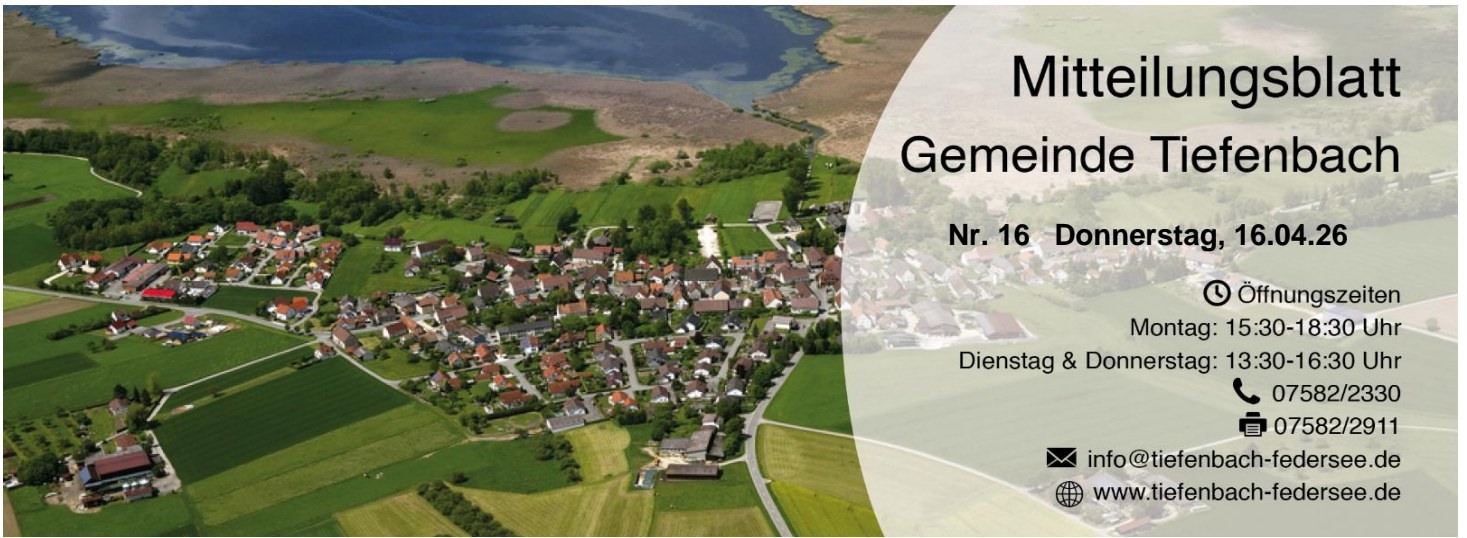 Mitteilungsblatt
Gemeinde Tiefenbach
Nr. 16 Donnerstag, 16.04.26
Öffnungszeiten
Montag: 15:30-18:30 Uhr
Dienstag & Donnerstag: 13:30-16:30 Uhr
07582/2330
07582/2911
info@tiefenbach-federsee.de
www.tiefenbach-federsee.de